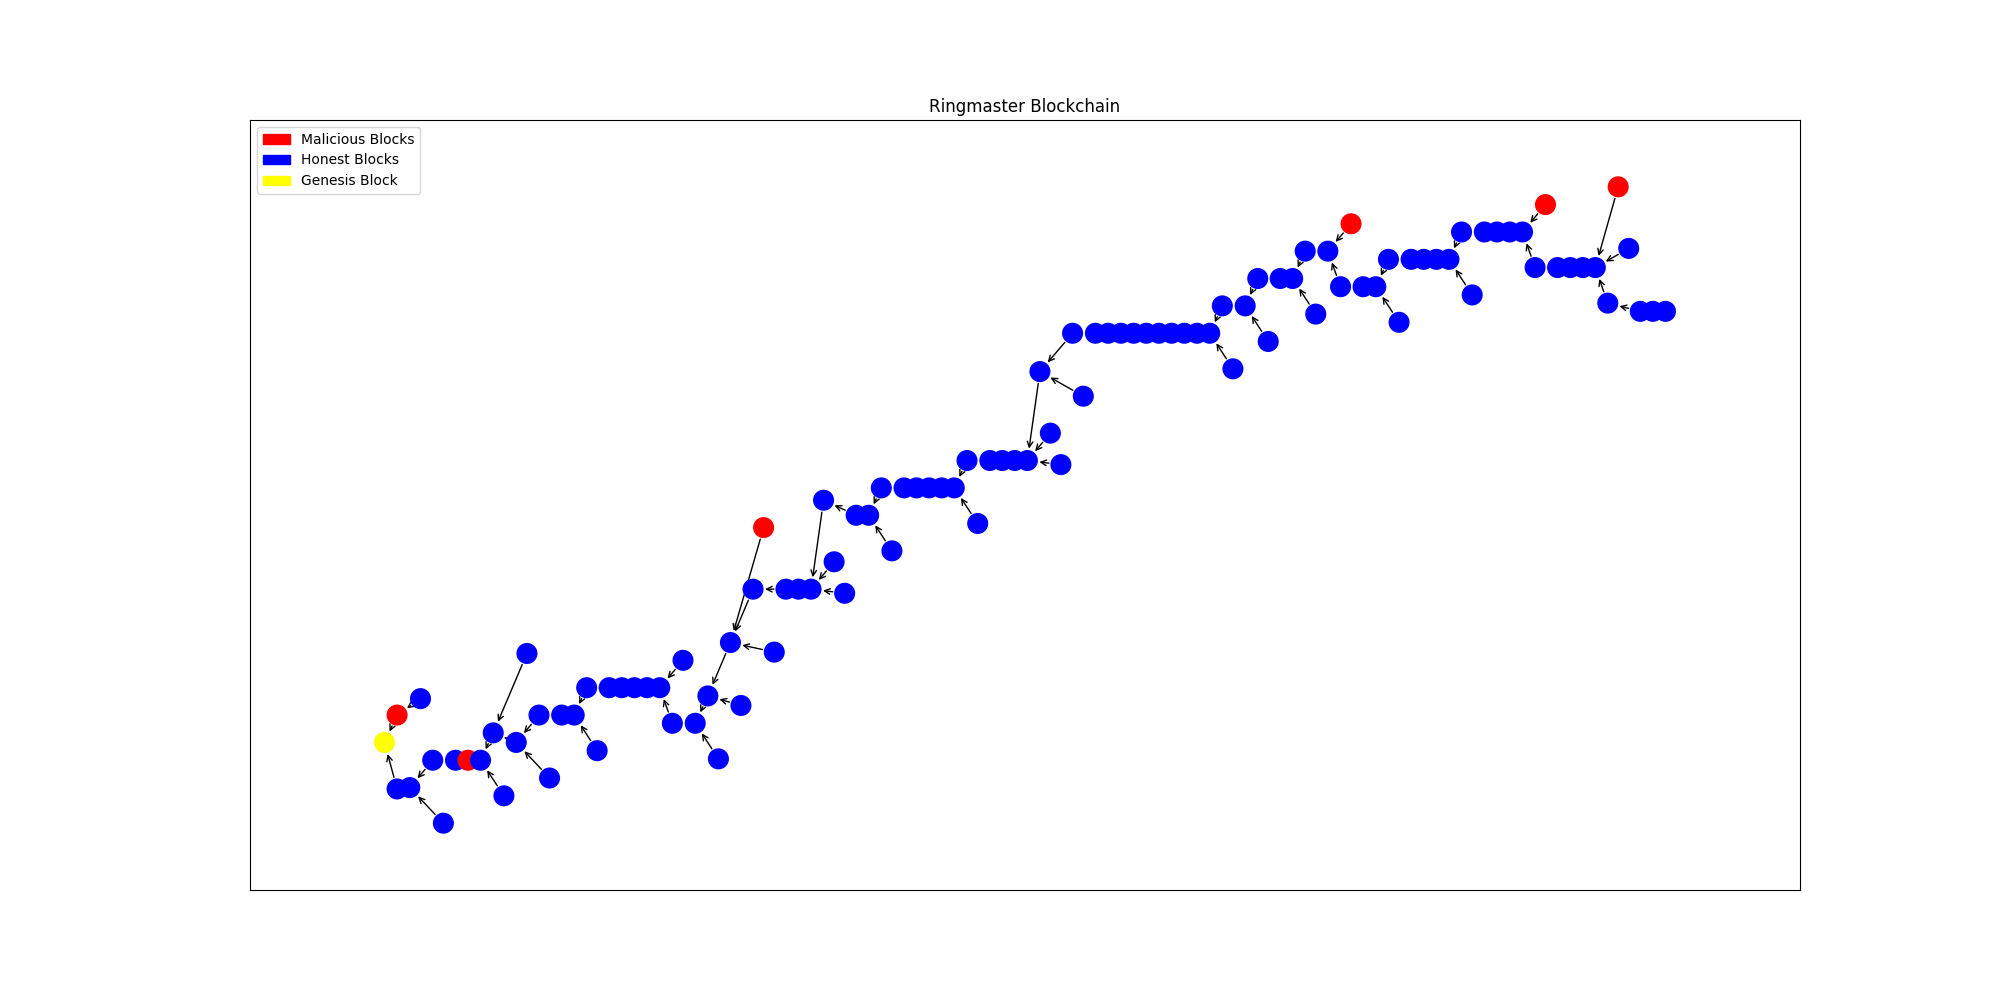 Ringmaster Blockchain
Malicious Blocks
Honest Blocks
Genesis Block